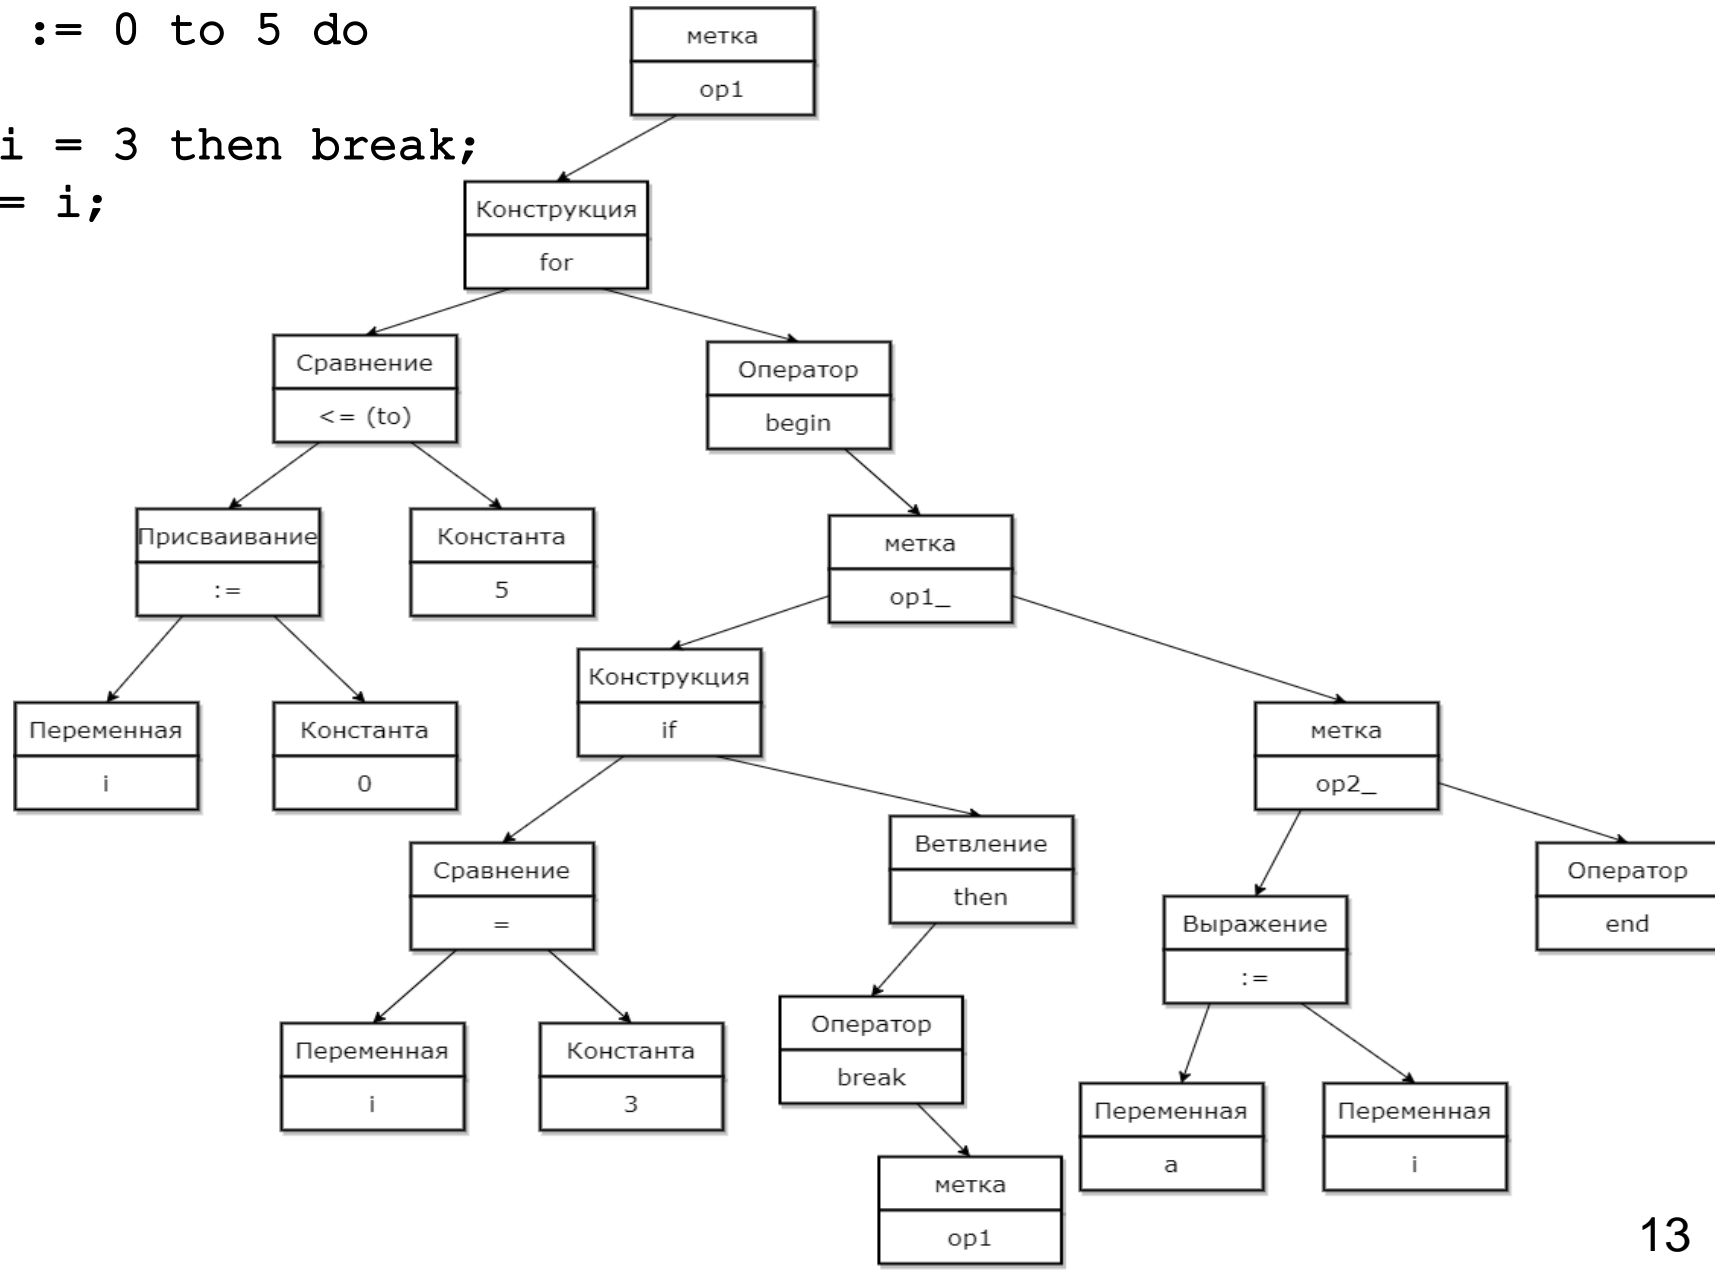 := 0 to 5 do
i = 3 then break;
= i;
метка
op1
Конструкция
for
Сравнение
<= (to)
Оператор
begin
Присваивание
:=
Константа
5
метка
op1_
Переменная
i
Константа
0
Конструкция
if
метка
op2_
Сравнение
=
Ветвление
then
Выражение
:=
Оператор
end
Переменная
i
Константа
3
Оператор
break
Переменная
a
Переменная
i
метка
op1
13